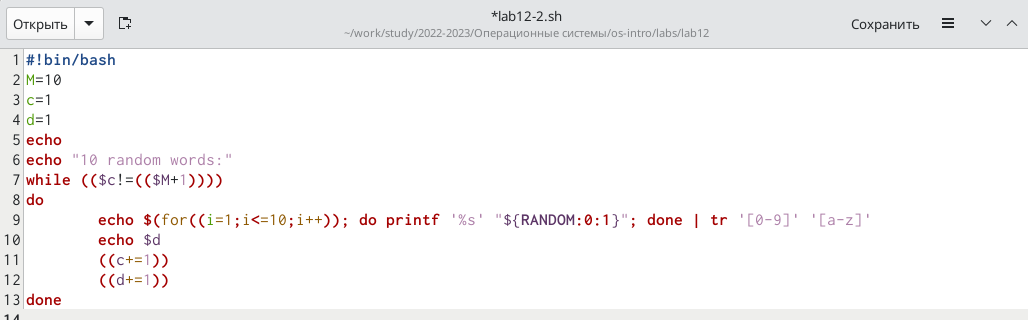 Открыть
*lab12-2.sh
~/work/study/2022-2023/Операционные системы/os-intro/labs/lab12
Сохранить
1 #!bin/bash
2 M=10
3 c=1
4 d=1
5 echo
6 echo "10 random words:"
7 while (($c!=(($M+1))))
8 do
9 echo $(for((i=1;i<=10;i++)); do printf '%s' "${RANDOM:0:1}"; done | tr '[0-9]' '[a-z]'
10 echo $d
11 ((c+=1))
12 ((d+=1))
13 done
14